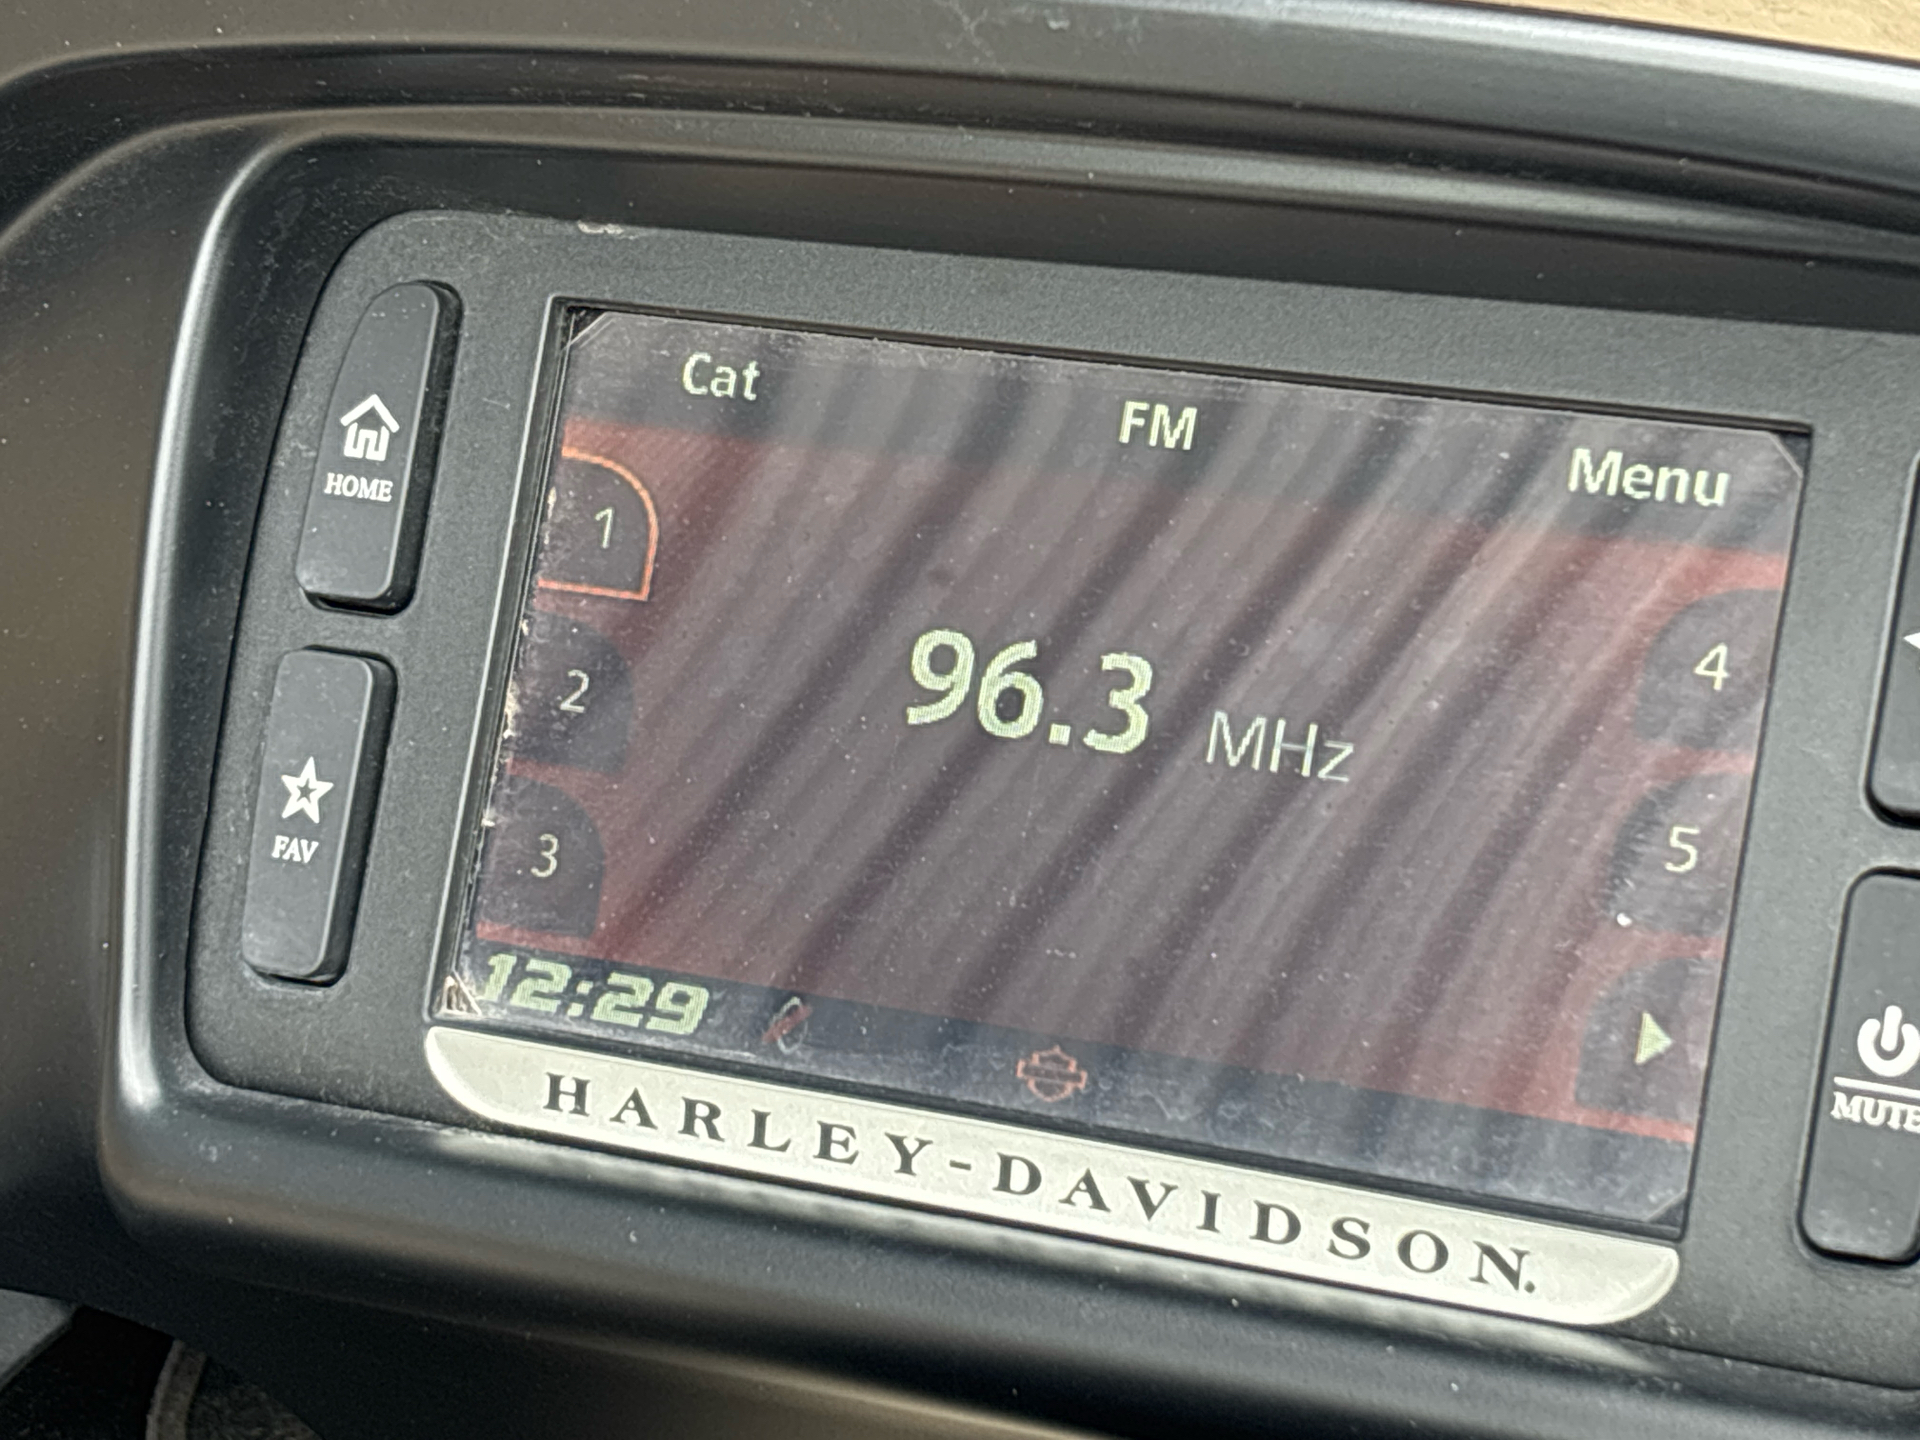 Cat
FM
Menu
HOME
1
4
96.3 MHz
2
5
FAV
3
12:29
MUTE
HARLEY-DAVIDSON.